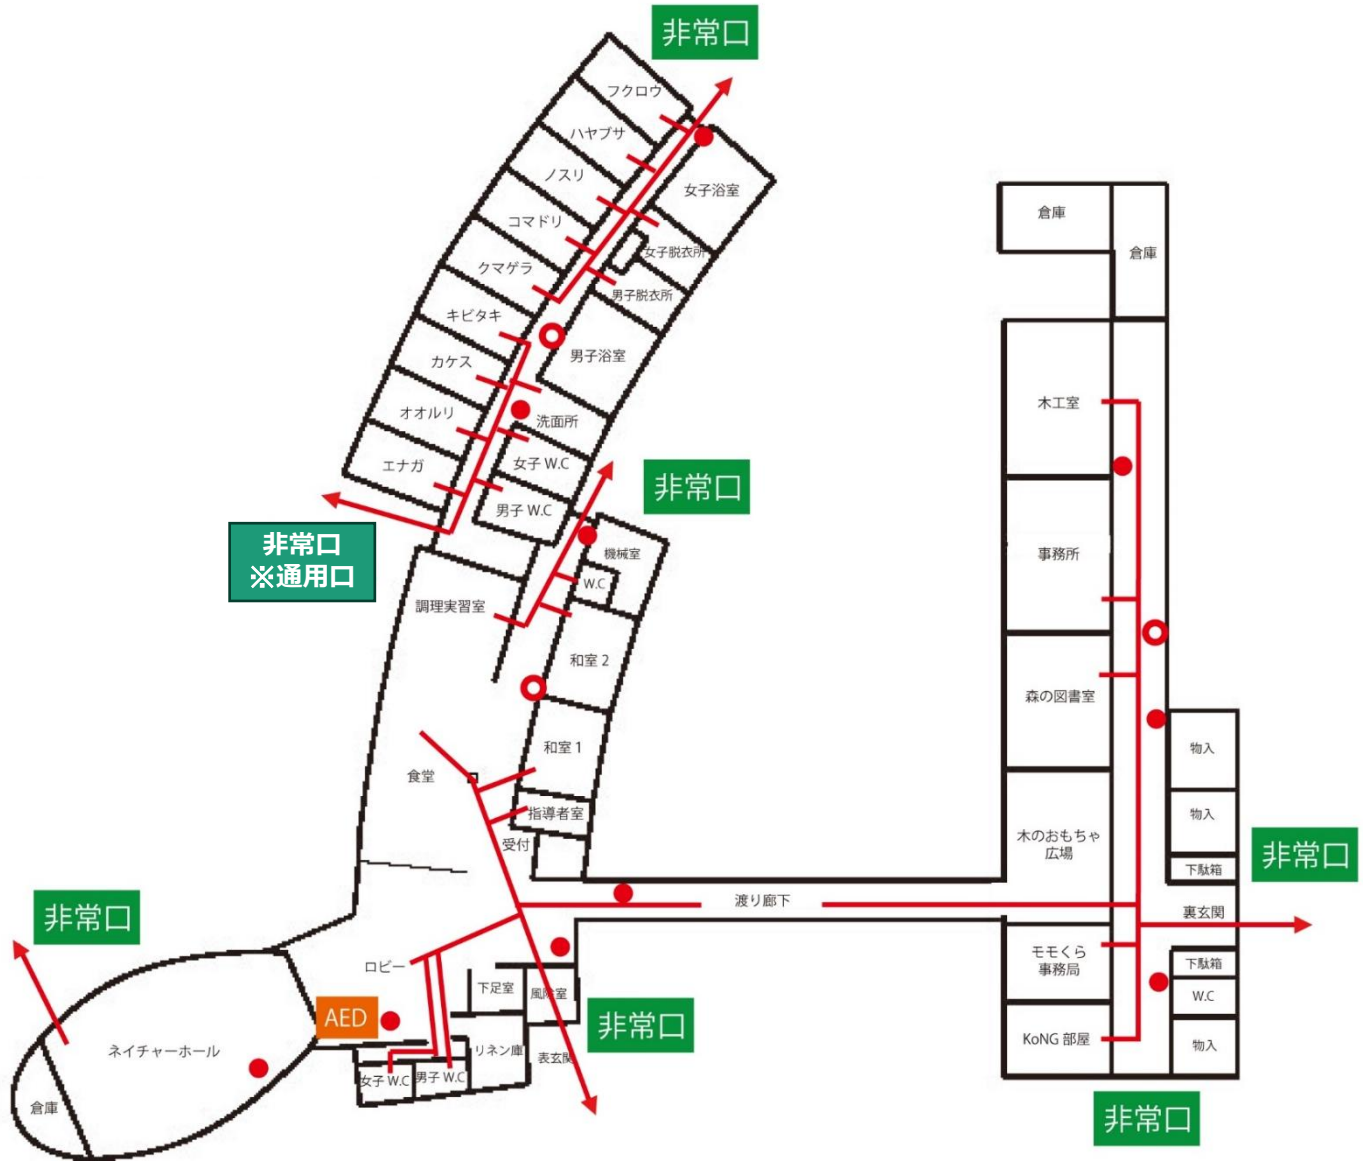 非常口
フクロウ
ハヤブサ
ノスリ
コマドリ
クマゲラ
キビタキ
カケス
オオルリ
エナガ
女子浴室
女子脱衣所
男子脱衣所
男子浴室
洗面所
女子 W.C
男子 W.C
非常口
※通用口
非常口
機械室
W.C
調理実習室
和室 2
和室 1
食堂
指導者室
受付
渡り廊下
倉庫
倉庫
木工室
事務所
森の図書室
物入
物入
木のおもちゃ
広場
下駄箱
非常口
裏玄関
モモくら
事務局
下駄箱
W.C
KoNG 部屋
物入
非常口
非常口
ロビー
下足室
風除室
非常口
AED
ネイチャーホール
リネン庫
表玄関
女子 W.C
男子 W.C
倉庫